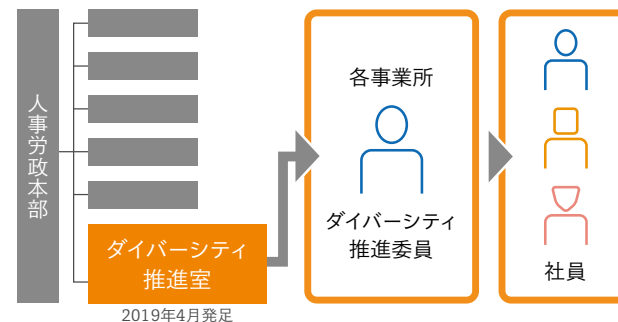 人事労政本部
ダイバーシティ
推進室
2019年4月発足
各事業所
ダイバーシティ
推進委員
社員